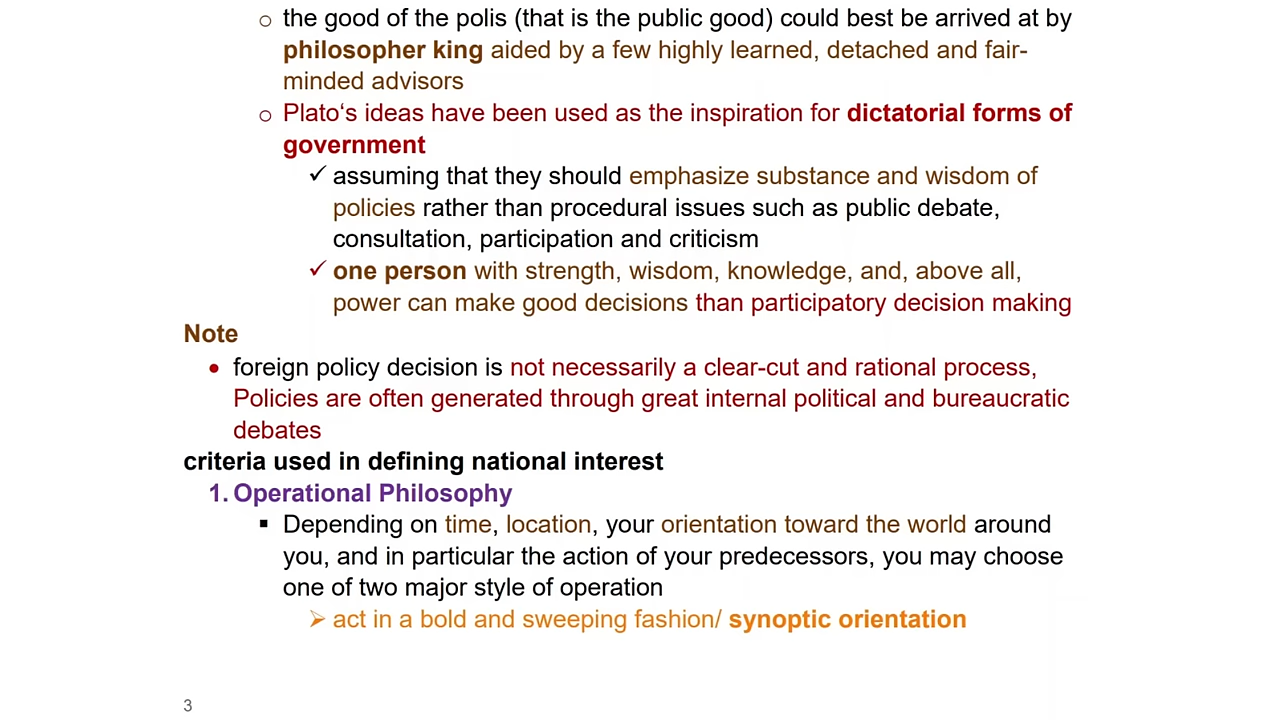 o the good of the polis (that is the public good) could best be arrived at by
philosopher king aided by a few highly learned, detached and fair-
minded advisors
o Plato‘s ideas have been used as the inspiration for dictatorial forms of
government
✓ assuming that they should emphasize substance and wisdom of
policies rather than procedural issues such as public debate,
consultation, participation and criticism
✓ one person with strength, wisdom, knowledge, and, above all,
power can make good decisions than participatory decision making
Note
• foreign policy decision is not necessarily a clear-cut and rational process,
Policies are often generated through great internal political and bureaucratic
debates
criteria used in defining national interest
1. Operational Philosophy
▪ Depending on time, location, your orientation toward the world around
you, and in particular the action of your predecessors, you may choose
one of two major style of operation
➢ act in a bold and sweeping fashion/ synoptic orientation
3